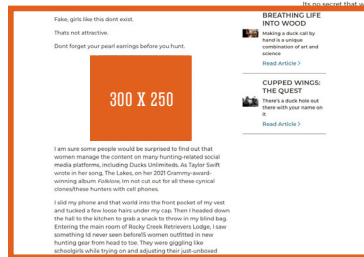 Its no secret that w
Fake, girls like this dont exist.
Thats not attractive.
Dont forget your pearl earrings before you hunt.
300 X 250
I am sure some people would be surprised to find out that
women manage the content on many hunting-related social
media platforms, including Ducks Unlimiteds. As Taylor Swift
wrote in her song, The Lakes, on her 2021 Grammy-award-
winning album Folklore, Im not cut out for all these cynical
clones/these hunters with cell phones.
I slid my phone and that world into the front pocket of my vest
and tucked a few loose hairs under my cap. Then I headed down
the hall to the kitchen to grab a snack to throw in my blind bag.
Entering the main room of Rocky Creek Retrievers Lodge, I saw
something Id never seen before15 women outfitted in new
hunting gear from head to toe. They were giggling like
schoolgirls while trying on and adjusting their just-unboxed
BREATHING LIFE
INTO WOOD
Making a duck call by
hand is a unique
combination of art and
science
Read Article >
CUPPED WINGS:
THE QUEST
There's a duck hole out
there with your name on
it.
Read Article >